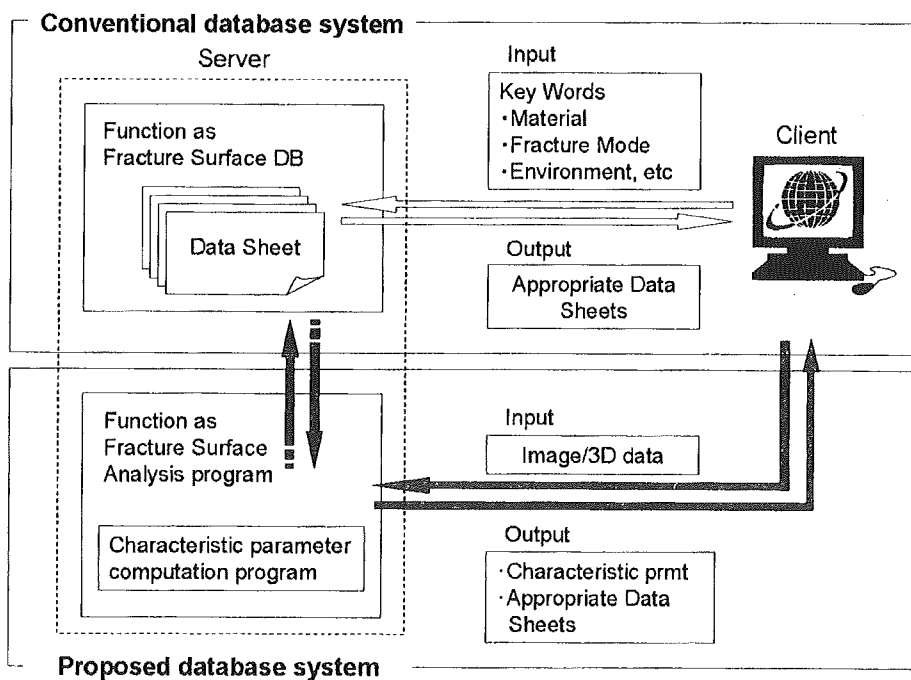 Conventional database system
Server
Function as
Fracture Surface DB
Data Sheet
Input
Key Words
・Material
・Fracture Mode
・Environment, etc
Client
Output
Appropriate Data
Sheets
Function as
Fracture Surface
Analysis program
Characteristic parameter
computation program
Input
Image/3D data
Output
・Characteristic prmt
・Appropriate Data
Sheets
Proposed database system